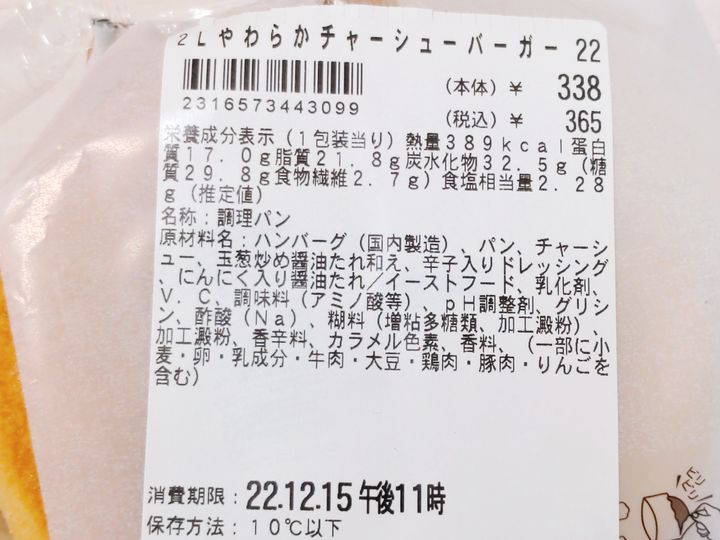 2Lやわらかチャーシューバーガー 22
(本体)¥ 338
2316573443099
(税込)¥ 365
栄養成分表示(1包装当り)熱量389kcal蛋白
質17.0g脂質21.8g炭水化物32.5g(糖
質29.8g食物繊維2.7g)食塩相当量2.28
g(推定値)
名称:調理パン
原材料名:ハンバーグ(国内製造)、パン、チャーシ
ュー、玉葱炒め醤油たれ和え、辛子入りドレッシング
、にんにく入り醤油たれ/イーストフード、乳化剤、
V.C、調味料(アミノ酸等)、pH調整剤、グリシ
ン、酢酸(Na)、糊料(増粘多糖類、加工澱粉)、
加工澱粉、香辛料、カラメル色素、香料、(一部に小
麦・卵・乳成分・牛肉・大豆・鶏肉・豚肉・りんごを
含む)
消費期限:22.12.15午後11時
保存方法:10℃以下